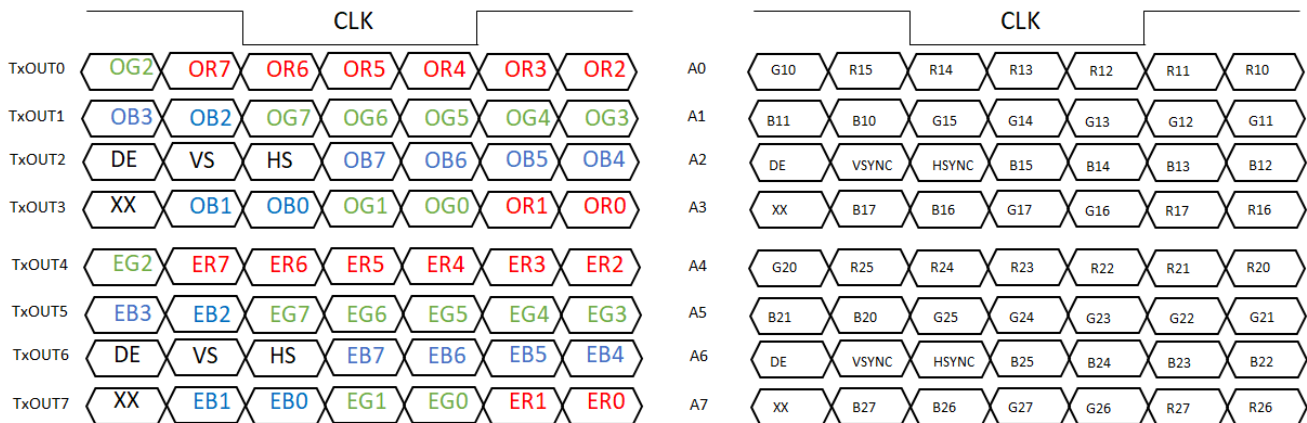 CLK CLK
TxOUT0 OG2 OR7 OR6 OR5 OR4 OR3 OR2 A0 G10 R15 R14 R13 R12 R11 R10
TxOUT1 OB3 OB2 OG7 OG6 OG5 OG4 OG3 A1 B11 B10 G15 G14 G13 G12 G11
TxOUT2 DE VS HS OB7 OB6 OB5 OB4 A2 DE VSYNC HSYNC B15 B14 B13 B12
TxOUT3 XX OB1 OB0 OG1 OG0 OR1 OR0 A3 XX B17 B16 G17 G16 R17 R16
TxOUT4 EG2 ER7 ER6 ER5 ER4 ER3 ER2 A4 G20 R25 R24 R23 R22 R21 R20
TxOUT5 EB3 EB2 EG7 EG6 EG5 EG4 EG3 A5 B21 B20 G25 G24 G23 G22 G21
TxOUT6 DE VS HS EB7 EB6 EB5 EB4 A6 DE VSYNC HSYNC B25 B24 B23 B22
TxOUT7 XX EB1 EB0 EG1 EG0 ER1 ER0 A7 XX B27 B26 G27 G26 R27 R26